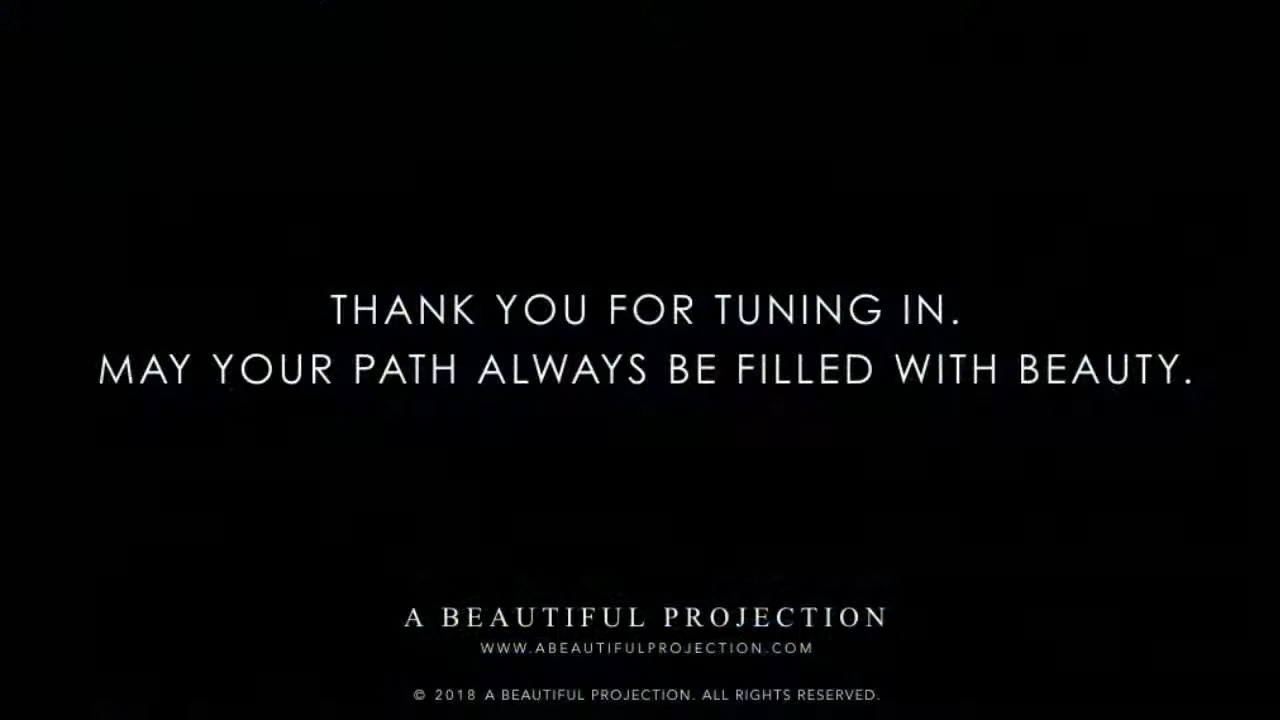 THANK YOU FOR TUNING IN.
MAY YOUR PATH ALWAYS BE FILLED WITH BEAUTY.
A BEAUTIFUL PROJECTION
WWW.ABEAUTIFULPROJECTION.COM
© 2018 A BEAUTIFUL PROJECTION. ALL RIGHTS RESERVED.